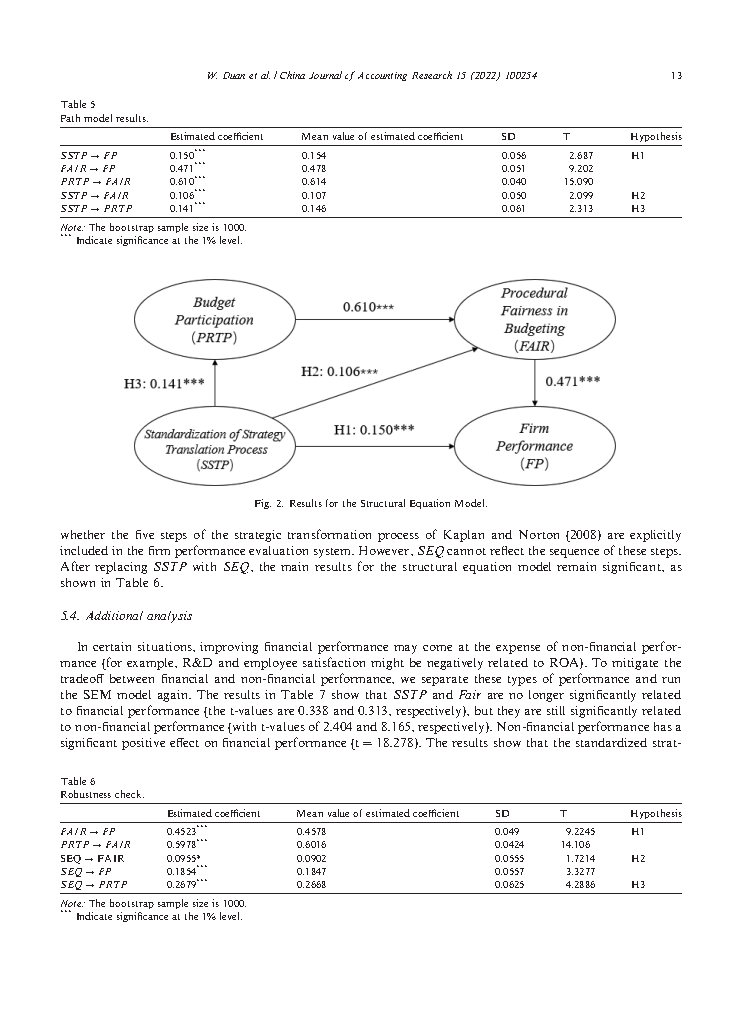 W. Duan et al. / China Journal of Accounting Research 15 (2022) 100254 13
Table 5
Path model results.
Estimated coefficient Mean value of estimated coefficient SD T Hypothesis
SSTP → FP 0.150*** 0.154 0.056 2.687 H1
FAIR → FP 0.471*** 0.478 0.051 9.202
PRTP → FAIR 0.610*** 0.614 0.040 15.090
SSTP → FAIR 0.106*** 0.107 0.050 2.099 H2
SSTP → PRTP 0.141*** 0.146 0.061 2.313 H3
Note: The bootstrap sample size is 1000.
*** Indicate significance at the 1% level.
Budget
Participation
(PRTP)
0.610***
Procedural
Fairness in
Budgeting
(FAIR)
H3: 0.141***
H2: 0.106***
0.471***
Standardization of Strategy
Translation Process
(SSTP)
H1: 0.150***
Firm
Performance
(FP)
Fig. 2. Results for the Structural Equation Model.
whether the five steps of the strategic transformation process of Kaplan and Norton (2008) are explicitly
included in the firm performance evaluation system. However, SEQ cannot reflect the sequence of these steps.
After replacing SSTP with SEQ, the main results for the structural equation model remain significant, as
shown in Table 6.
5.4. Additional analysis
In certain situations, improving financial performance may come at the expense of non-financial perfor-
mance (for example, R&D and employee satisfaction might be negatively related to ROA). To mitigate the
tradeoff between financial and non-financial performance, we separate these types of performance and run
the SEM model again. The results in Table 7 show that SSTP and Fair are no longer significantly related
to financial performance (the t-values are 0.338 and 0.313, respectively), but they are still significantly related
to non-financial performance (with t-values of 2.404 and 8.165, respectively). Non-financial performance has a
significant positive effect on financial performance (t = 18.278). The results show that the standardized strat-
Table 6
Robustness check.
Estimated coefficient Mean value of estimated coefficient SD T Hypothesis
FAIR → FP 0.4523*** 0.4578 0.049 9.2245 H1
PRTP → FAIR 0.5978*** 0.6016 0.0424 14.106
SEQ → FAIR 0.0955* 0.0902 0.0555 1.7214 H2
SEQ → FP 0.1854*** 0.1847 0.0557 3.3277
SEQ → PRTP 0.2679*** 0.2668 0.0625 4.2886 H3
Note: The bootstrap sample size is 1000.
*** Indicate significance at the 1% level.